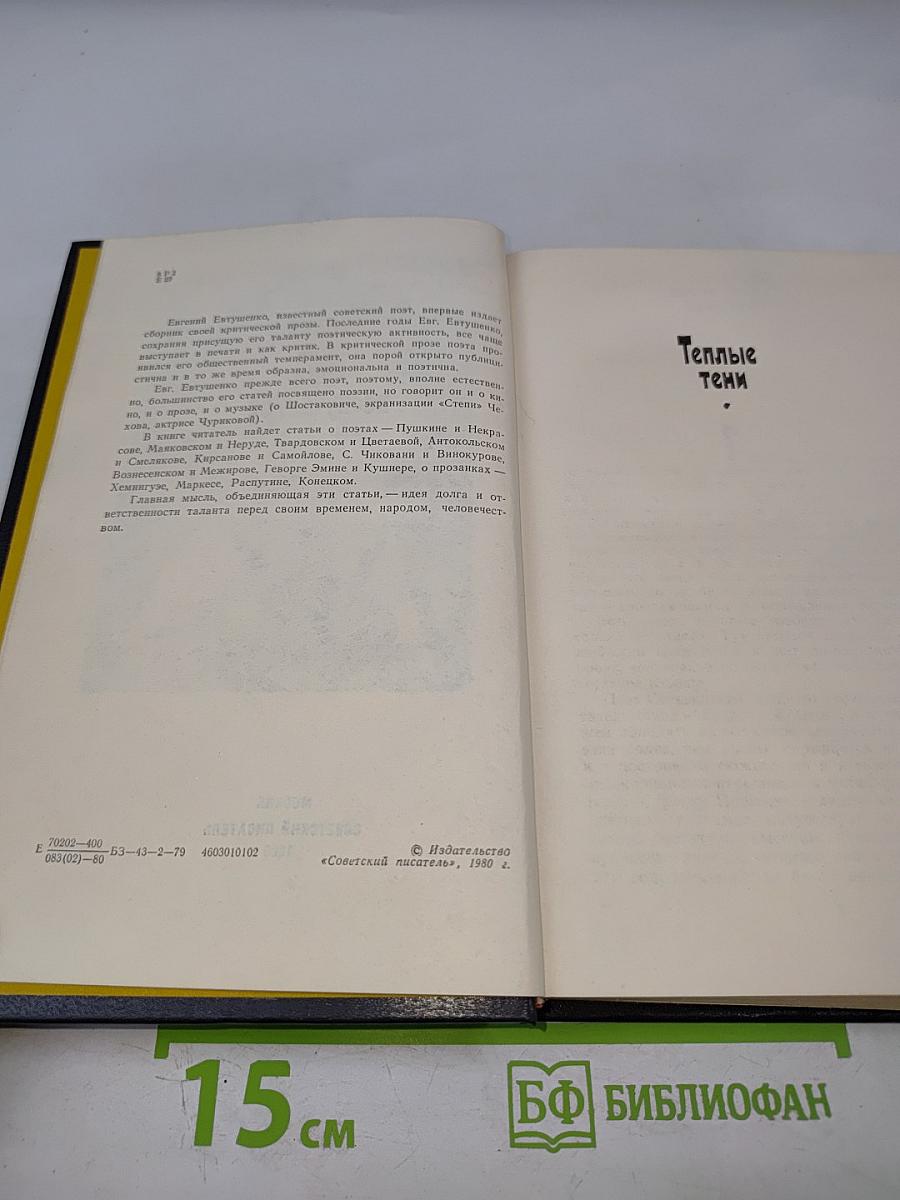 8 Р 2
Е 27
Евгений Евтушенко, известный советский поэт, впервые издает
сборник своей критической прозы. Последние годы Евг. Евтушенко,
сохраняя присущую его таланту поэтическую активность, все чаще
выступает в печати и как критик. В критической прозе поэта про-
явился его общественный темперамент, она порой открыто публици-
стична и в то же время образна, эмоциональна и поэтична.
Евг. Евтушенко прежде всего поэт, поэтому, вполне естествен-
но, большинство его статей посвящено поэзии, но говорит он и о ки-
но, и о прозе, и о музыке (о Шостаковиче, экранизации «Степи» Че-
хова, актрисе Чуриковой).
В книге читатель найдет статьи о поэтах — Пушкине и Некра-
сове, Маяковском и Неруде, Твардовском и Цветаевой, Антокольском
и Смелякове, Кирсанове и Самойлове, С. Чиковани и Винокурове,
Вознесенском и Межирове, Геворге Эмине и Кушнере, о прозаиках —
Хемингуэе, Маркесе, Распутине, Конецком.
Главная мысль, объединяющая эти статьи, — идея долга и от-
ветственности таланта перед своим временем, народом, человечест-
вом.
Е 70202—400
083(02)—80 БЗ—43—2—79 4603010102
© Издательство
«Советский писатель», 1980 г.
Теплые
тени
15 см
БФ БИБЛИОФАН